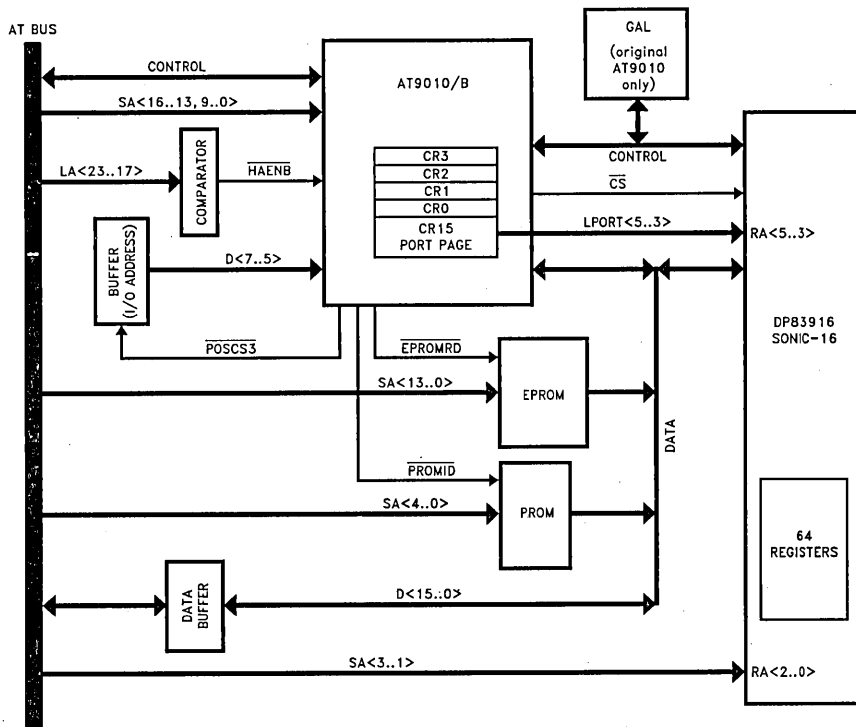 AT BUS
GAL
(original
AT9010
only)
CONTROL
AT9010/B
SA<16..13, 9..0>
CR3
CR2
CR1
CR0
CR15
PORT PAGE
CONTROL
LA<23..17>
COMPARATOR
HAENB
CS
LPORT<5..3>
RA<5..3>
BUFFER
(I/O ADDRESS)
D<7..5>
DP83916
SONIC-16
POSCS3
EPROMRD
SA<13..0>
EPROM
DATA
PROMID
SA<4..0>
PROM
64
REGISTERS
DATA
BUFFER
D<15..0>
SA<3..1>
RA<2..0>